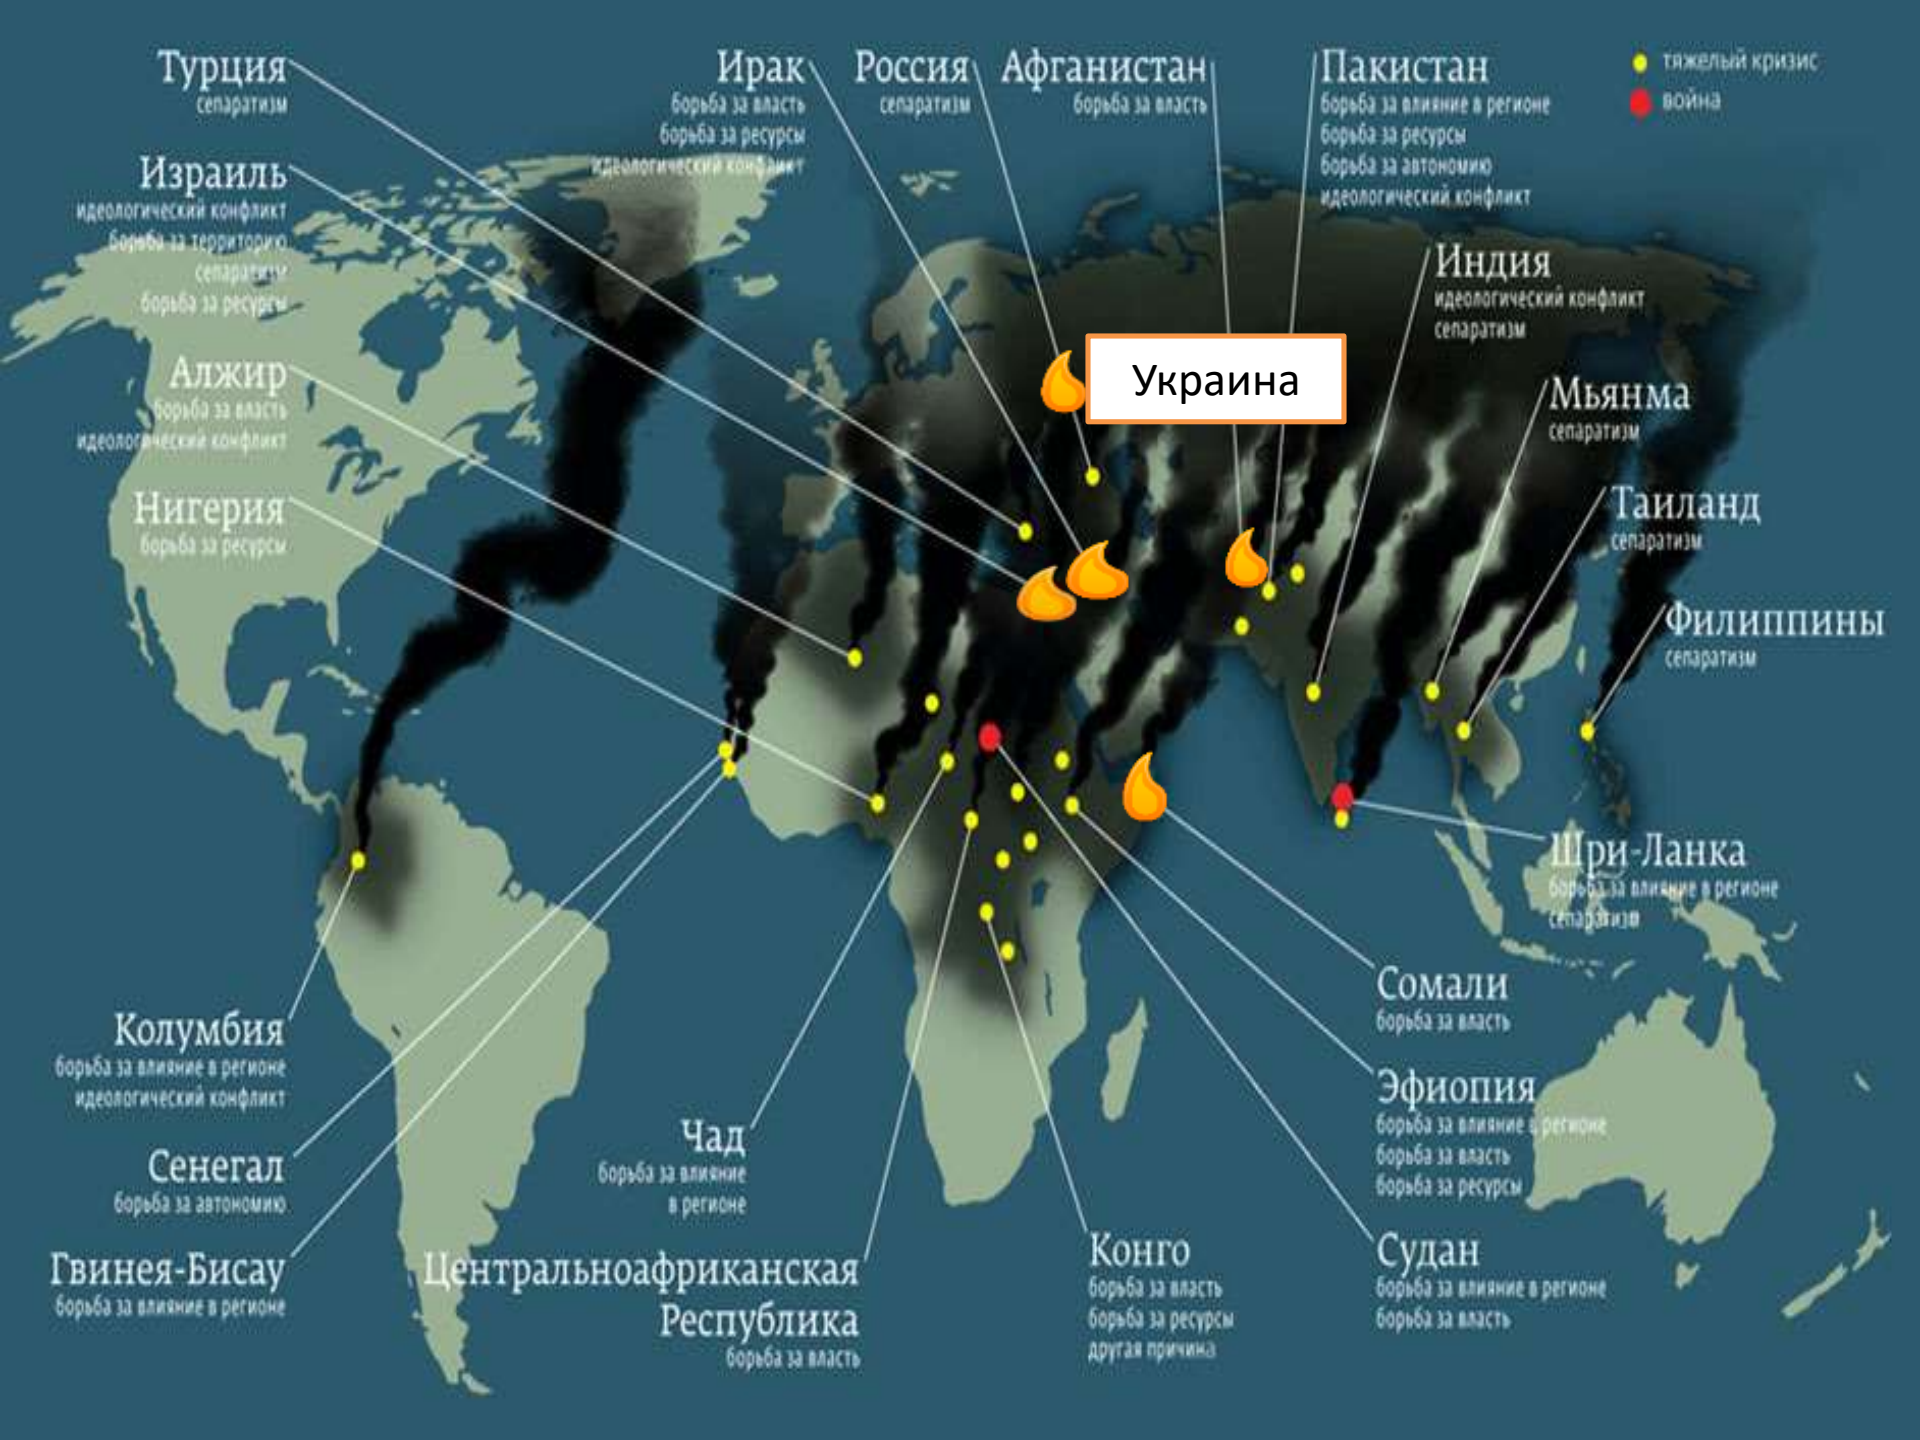 Турция
сепаратизм
Ирак
борьба за власть
борьба за ресурсы
идеологический конфликт
Россия
сепаратизм
Афганистан
борьба за власть
Пакистан
борьба за влияние в регионе
борьба за ресурсы
борьба за автономию
идеологический конфликт
тяжелый кризис
война
Израиль
идеологический конфликт
борьба за территорию
сепаратизм
борьба за ресурсы
Индия
идеологический конфликт
сепаратизм
Украина
Алжир
борьба за власть
идеологический конфликт
Мьянма
сепаратизм
Нигерия
борьба за ресурсы
Таиланд
сепаратизм
Филиппины
сепаратизм
Шри-Ланка
борьба за влияние в регионе
сепаратизм
Сомали
борьба за власть
Колумбия
борьба за влияние в регионе
идеологический конфликт
Эфиопия
борьба за влияние в регионе
борьба за власть
борьба за ресурсы
Чад
борьба за влияние
в регионе
Сенегал
борьба за автономию
Гвинея-Бисау
борьба за влияние в регионе
Центральноафриканская
Республика
борьба за власть
Конго
борьба за власть
борьба за ресурсы
другая причина
Судан
борьба за влияние в регионе
борьба за власть